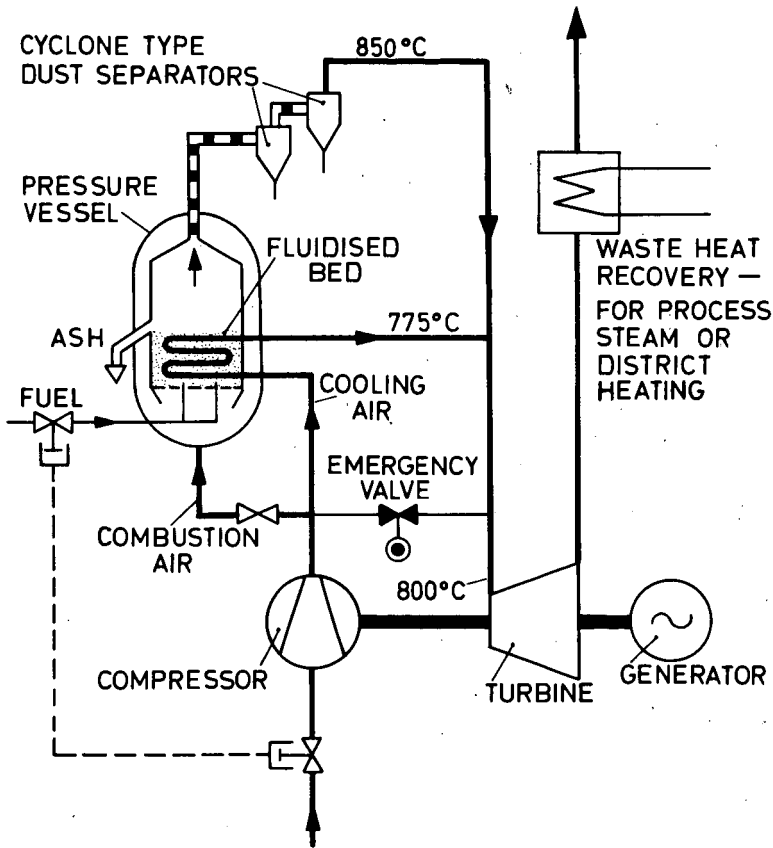 CYCLONE TYPE
DUST SEPARATORS
850°C
PRESSURE
VESSEL
FLUIDISED
BED
WASTE HEAT
RECOVERY —
FOR PROCESS
STEAM OR
DISTRICT
HEATING
775°C
ASH
FUEL
COOLING
AIR
EMERGENCY
VALVE
COMBUSTION
AIR
800°C
COMPRESSOR
TURBINE
GENERATOR